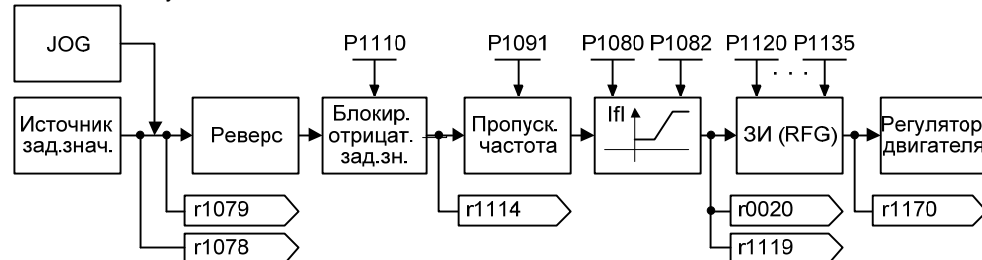 JOG
P1110
P1091
P1080 P1082
P1120 P1135
. . .
Источник
зад.знач.
Реверс
Блокир.
отрицат.
зад.зн.
Пропуск.
частота
|f|
ЗИ (RFG)
Регулятор
двигателя
r1079
r1078
r1114
r0020
r1119
r1170